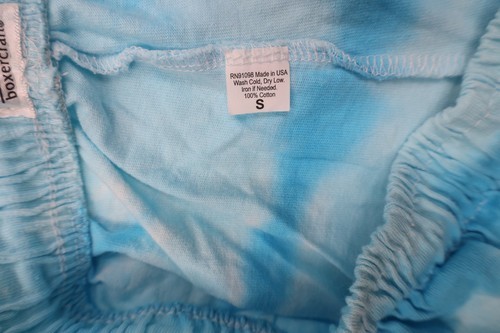 boxercraft
RN91098 Made in USA
Wash Cold, Dry Low.
Iron if Needed
100% Cotton
S